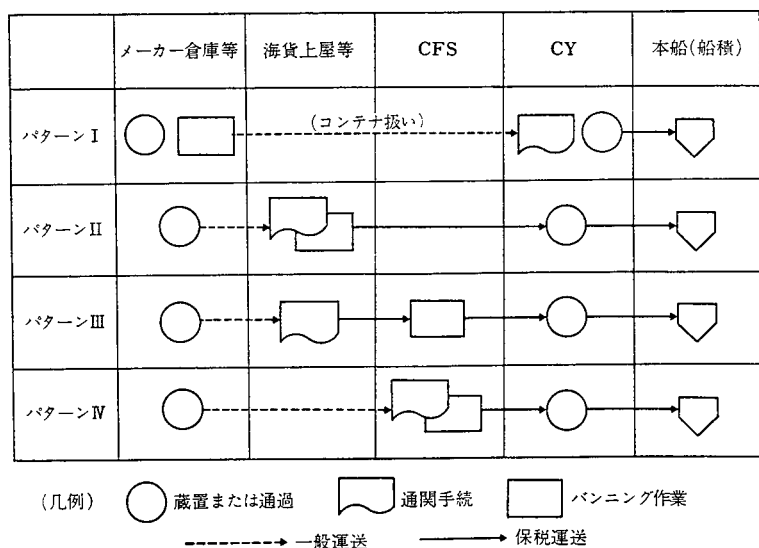 メーカー倉庫等 海貨上屋等 CFS CY 本船(船積)
パターンⅠ (コンテナ扱い)
パターンⅡ
パターンⅢ
パターンⅣ
(几例) 蔵置または通過 通関手続 バンニング作業
一般運送 保税運送